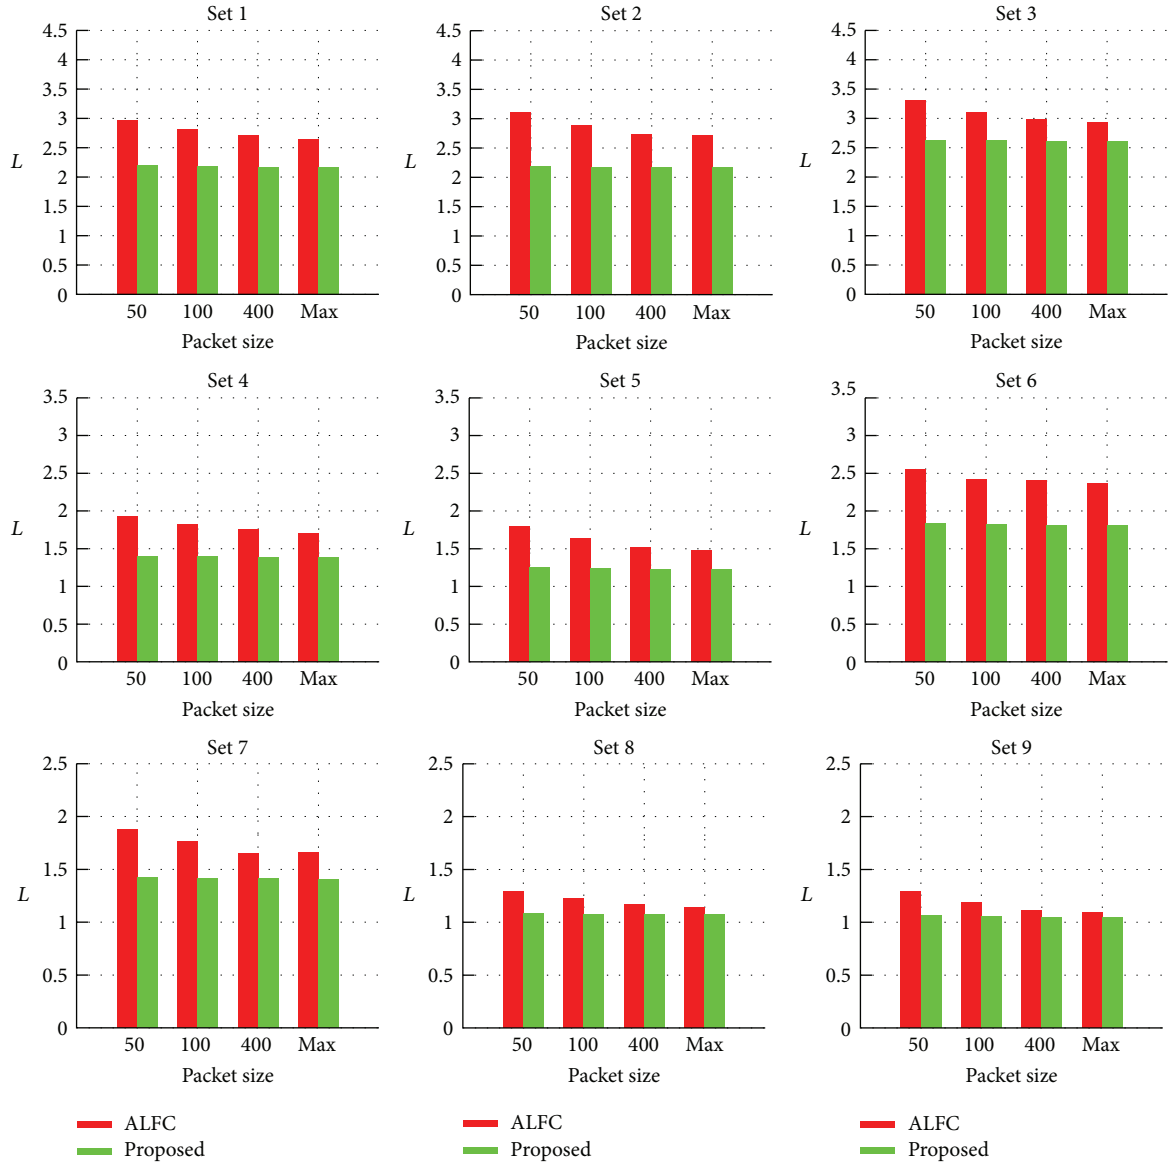 Set 1
4.5
4
3.5
3
2.5
2
1.5
1
0.5
0
L
50 100 400 Max
Packet size
Set 2
4.5
4
3.5
3
2.5
2
1.5
1
0.5
0
L
50 100 400 Max
Packet size
Set 3
4.5
4
3.5
3
2.5
2
1.5
1
0.5
0
L
50 100 400 Max
Packet size
Set 4
3.5
3
2.5
2
1.5
1
0.5
0
L
50 100 400 Max
Packet size
Set 5
3.5
3
2.5
2
1.5
1
0.5
0
L
50 100 400 Max
Packet size
Set 6
3.5
3
2.5
2
1.5
1
0.5
0
L
50 100 400 Max
Packet size
Set 7
2.5
2
1.5
1
0.5
0
L
50 100 400 Max
Packet size
ALFC
Proposed
Set 8
2.5
2
1.5
1
0.5
0
L
50 100 400 Max
Packet size
ALFC
Proposed
Set 9
2.5
2
1.5
1
0.5
0
L
50 100 400 Max
Packet size
ALFC
Proposed